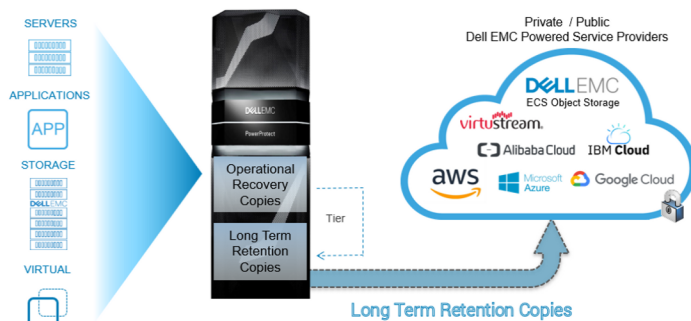 SERVERS
APPLICATIONS
APP
STORAGE
DELLEMC
VIRTUAL
DELLEMC
PowerProtect
Operational
Recovery
Copies
Long Term
Retention
Copies
Tier
Private / Public
Dell EMC Powered Service Providers
DELLEMC
ECS Object Storage
virtustream.
Alibaba Cloud
IBM Cloud
aws
Microsoft
Azure
Google Cloud
Long Term Retention Copies